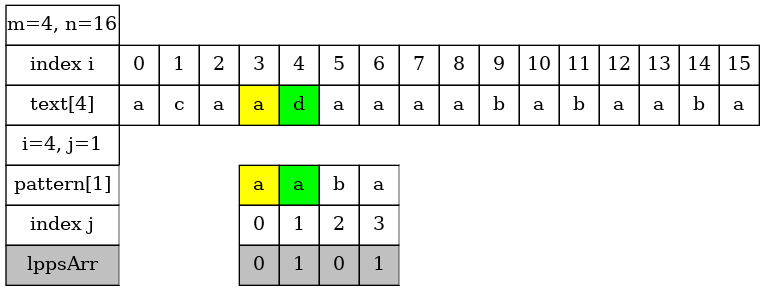 m=4, n=16
index i 0 1 2 3 4 5 6 7 8 9 10 11 12 13 14 15
text[4] a c a a d a a a a b a b a a b a
i=4, j=1
pattern[1] a a b a
index j 0 1 2 3
lppsArr 0 1 0 1